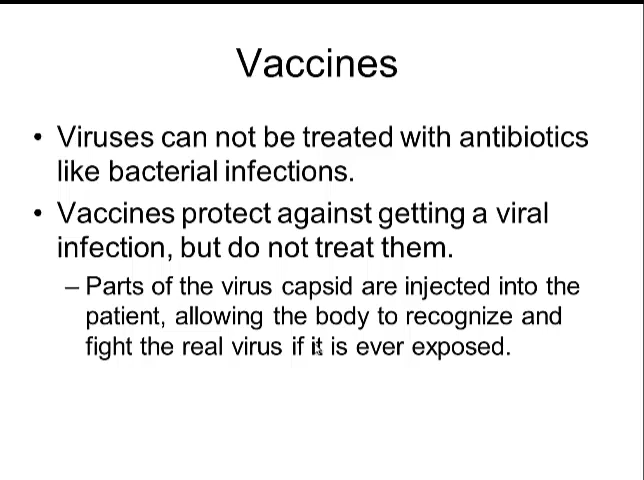 Vaccines
• Viruses can not be treated with antibiotics
like bacterial infections.
• Vaccines protect against getting a viral
infection, but do not treat them.
– Parts of the virus capsid are injected into the
patient, allowing the body to recognize and
fight the real virus if it is ever exposed.